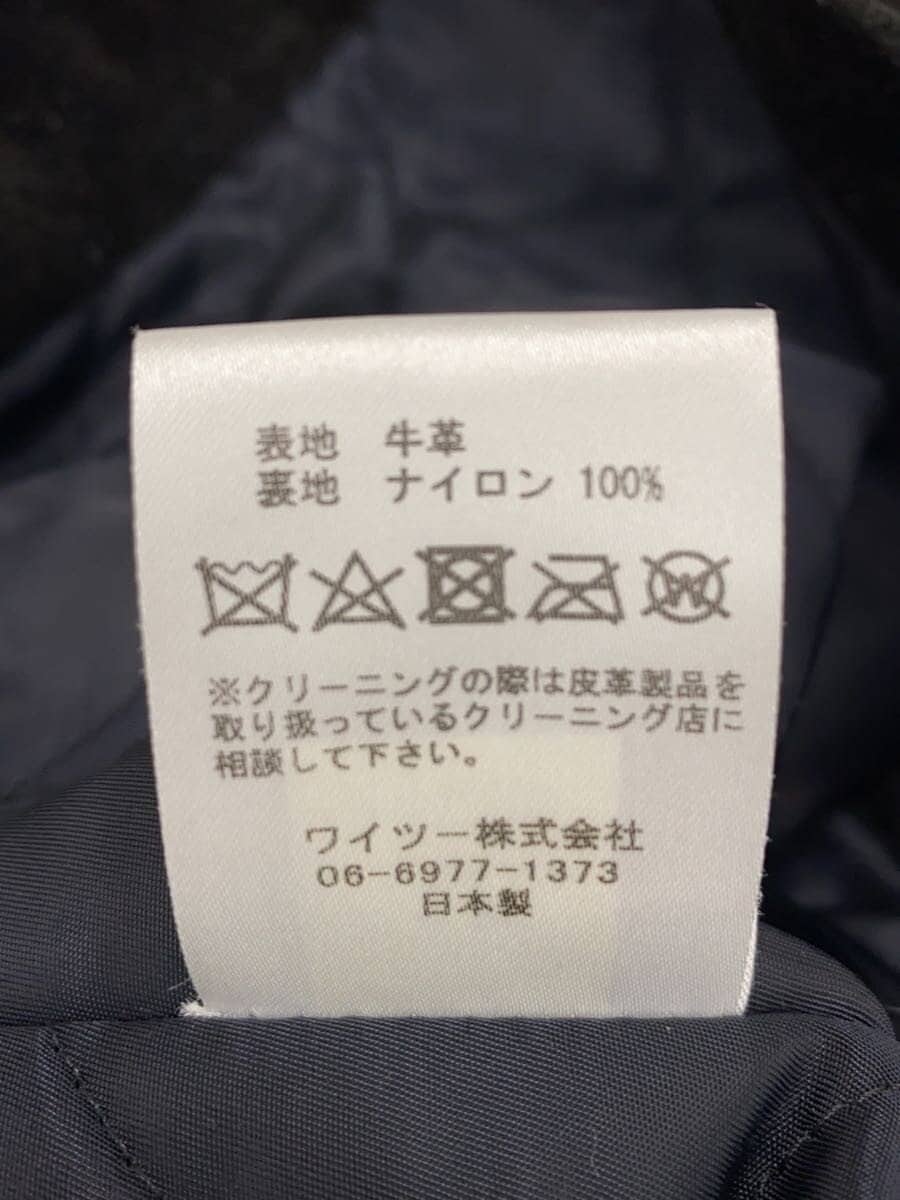 表地 牛革
裏地 ナイロン 100%
W
※クリーニングの際は皮革製品を
取り扱っているクリーニング店に
相談して下さい。
ワイツー株式会社
06-6977-1373
日本製